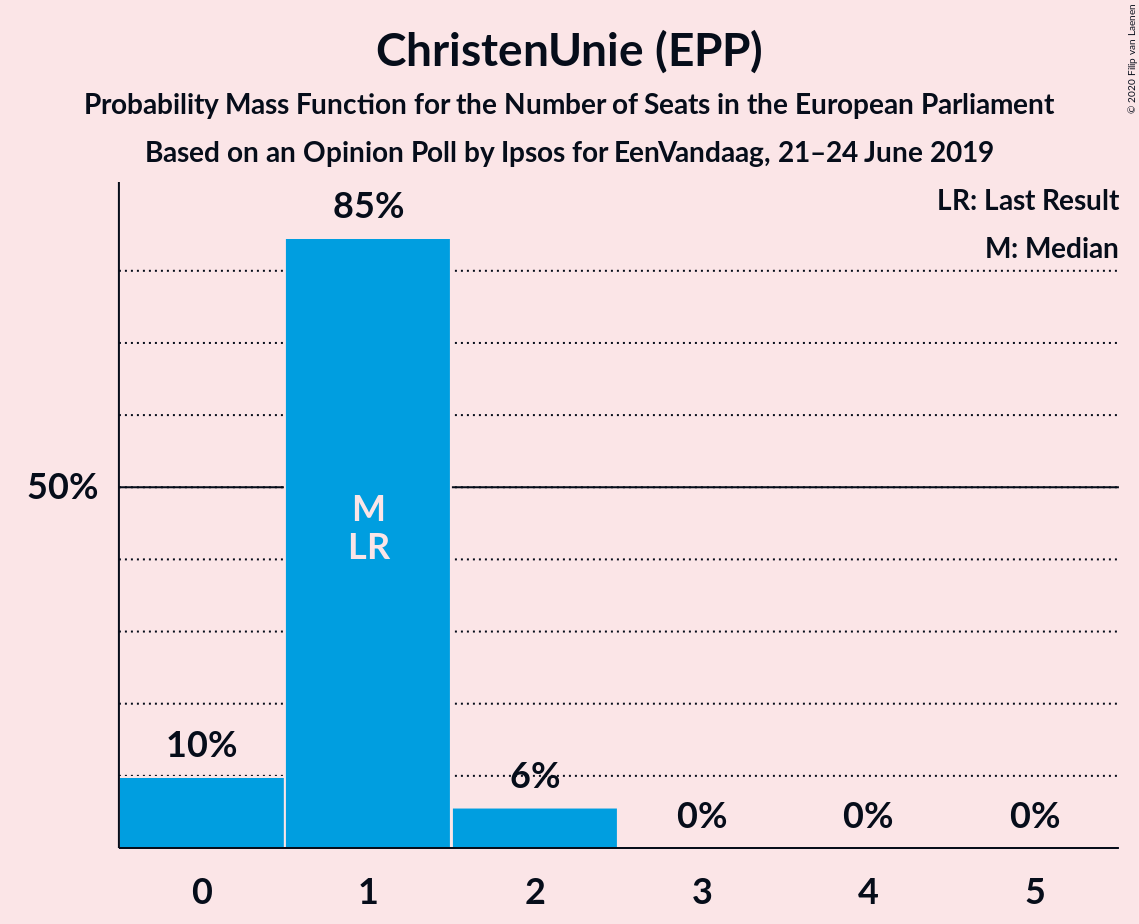 ChristenUnie (EPP)
Probability Mass Function for the Number of Seats in the European Parliament
Based on an Opinion Poll by Ipsos for EenVandaag, 21–24 June 2019
© 2020 Filip van Laenen
LR: Last Result
M: Median
85%
50%
M
LR
10%
6%
0%
0%
0%
0
1
2
3
4
5